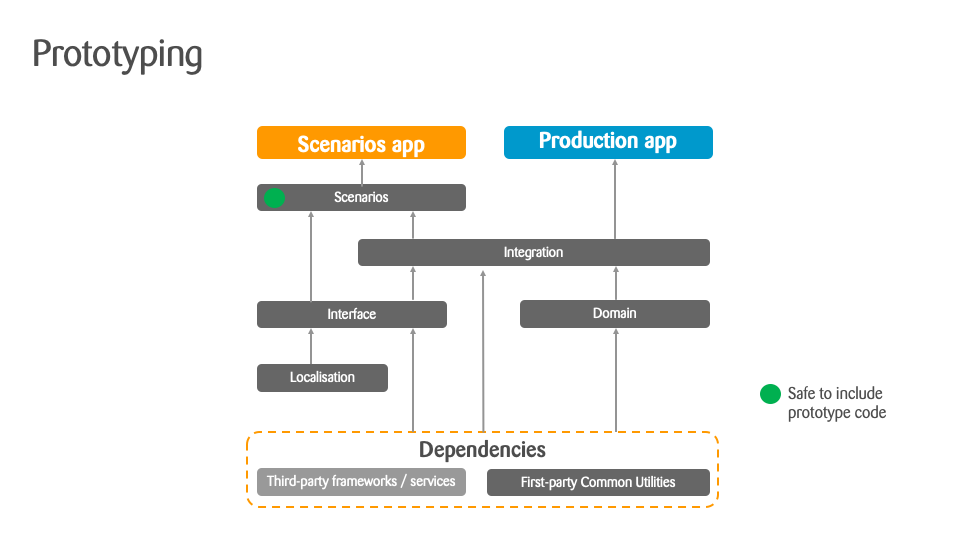 Prototyping
Scenarios app
Production app
Scenarios
Integration
Interface
Domain
Localisation
Safe to include
prototype code
Dependencies
Third-party frameworks / services
First-party Common Utilities